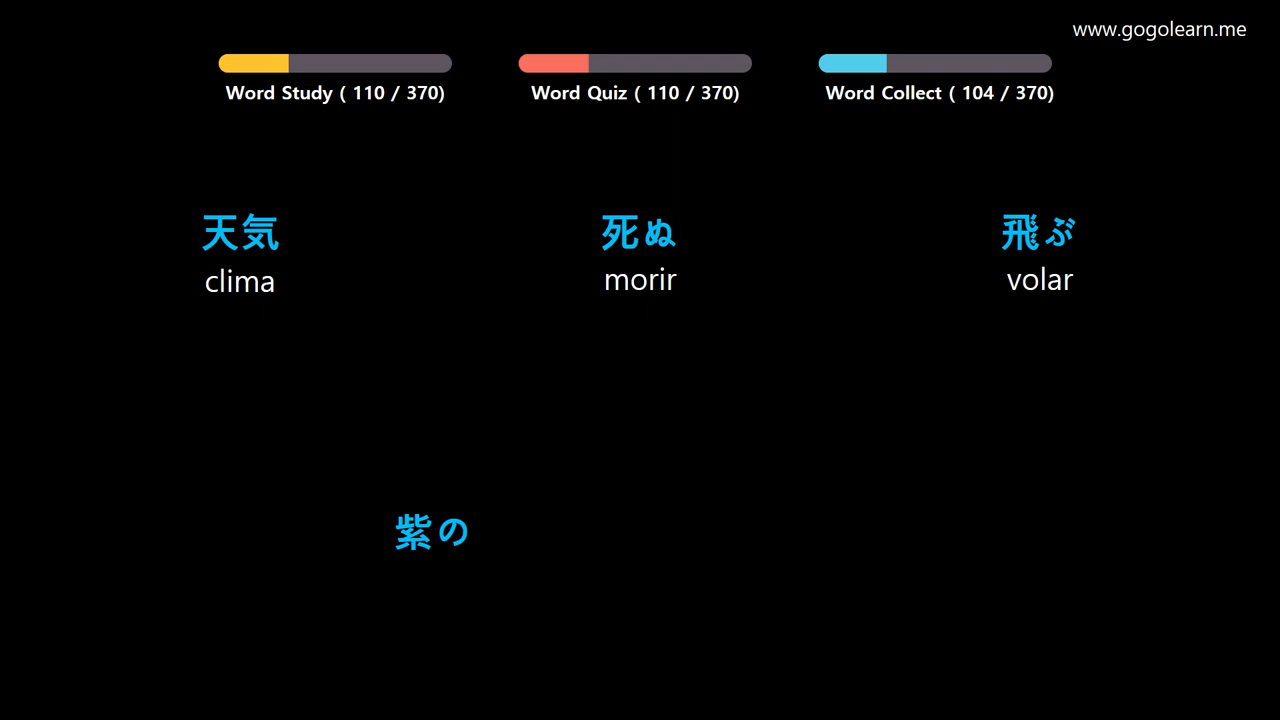 www.gogolearn.me
Word Study ( 110 / 370)
Word Quiz ( 110 / 370)
Word Collect ( 104 / 370)
天気
clima
死ぬ
morir
飛ぶ
volar
紫の